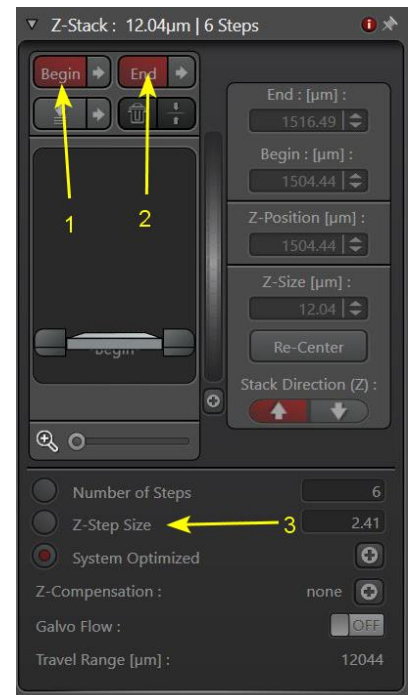 Z-Stack : 12.04µm | 6 Steps
Begin
End
1
2
End : [µm] :
1516.49
Begin : [µm] :
1504.44
Z-Position [µm] :
1504.44
Z-Size [µm] :
12.04
Re-Center
Stack Direction (Z) :
Begin
Number of Steps 6
Z-Step Size 3 2.41
System Optimized
Z-Compensation : none
Galvo Flow : OFF
Travel Range [µm] : 12044